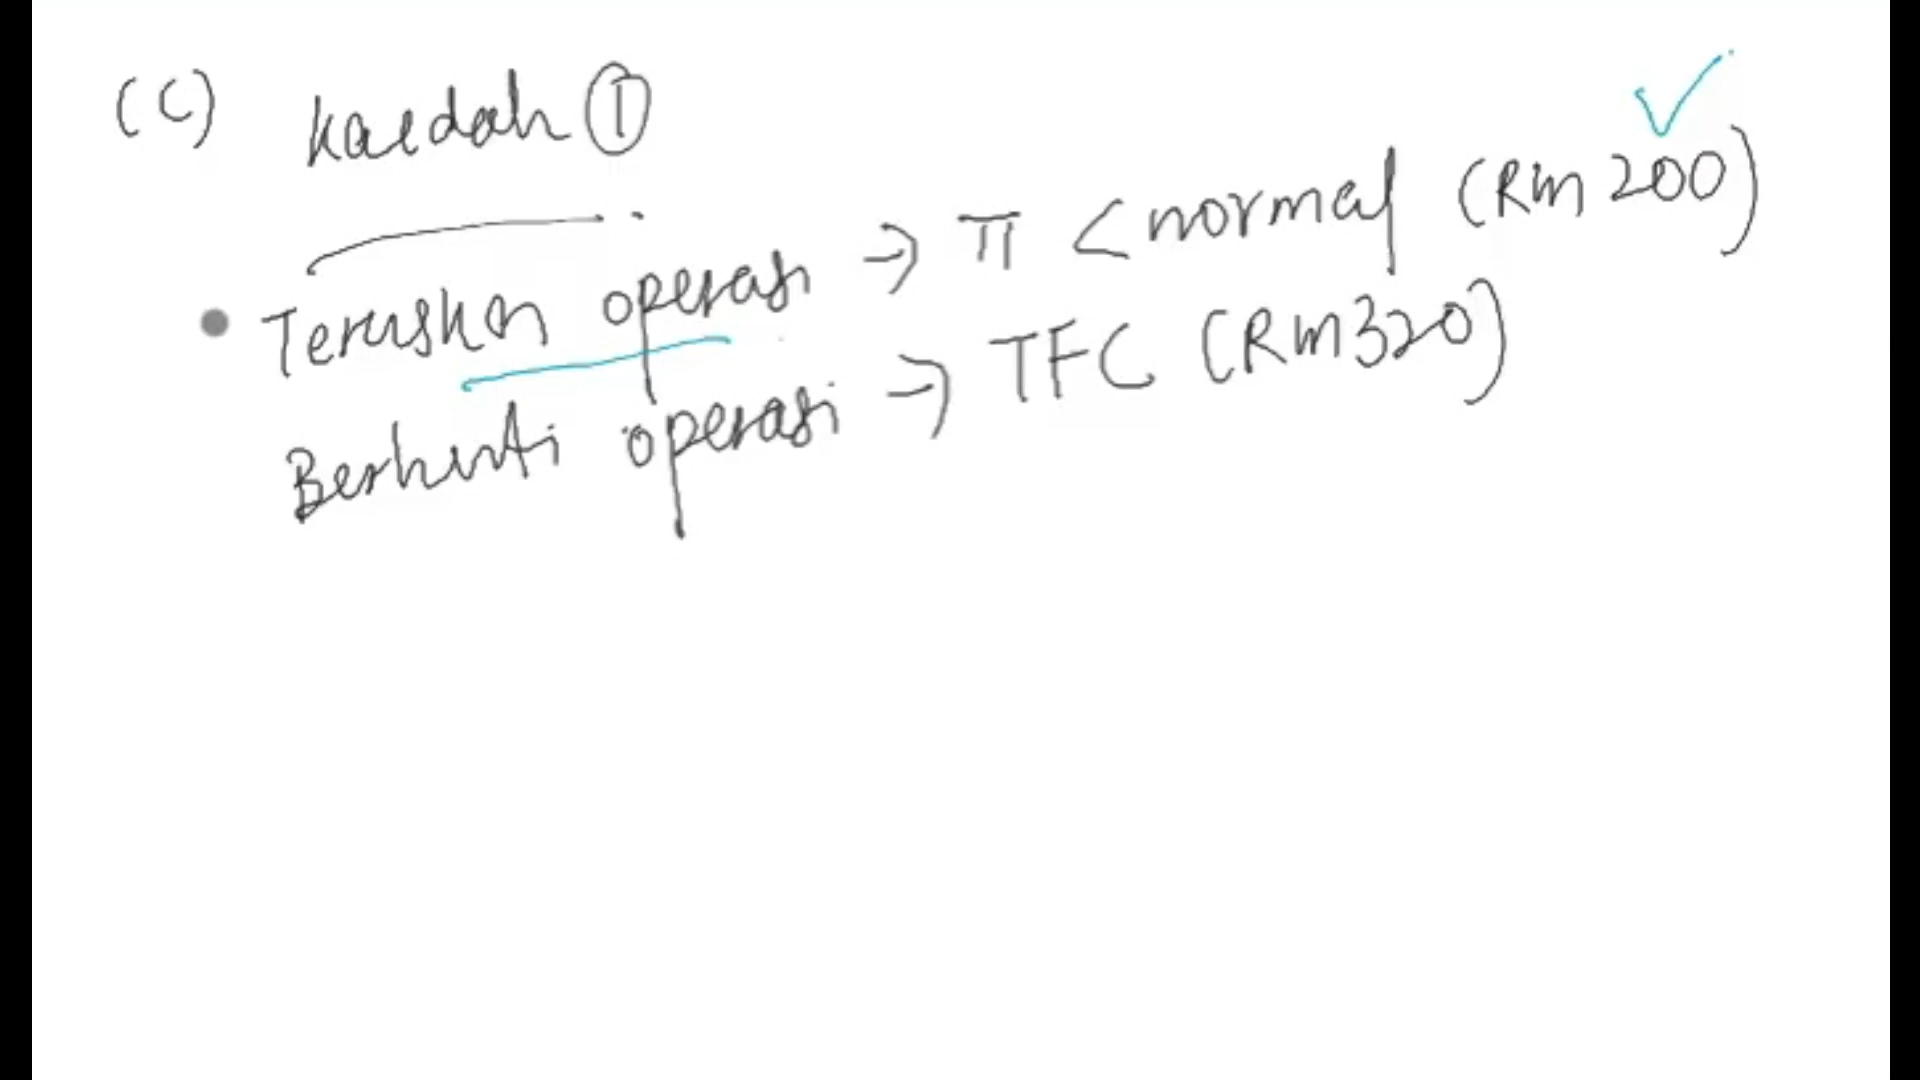 (c) Kaedah ①
• Teruskan operasi → π < normal (RM 200) ✓
Berhenti operasi → TFC (RM320)